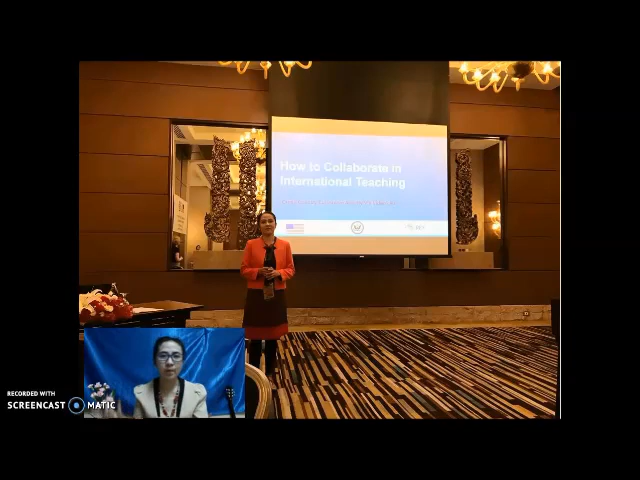 How to Collaborate in
International Teaching
RECORDED WITH
SCREENCAST MATIC